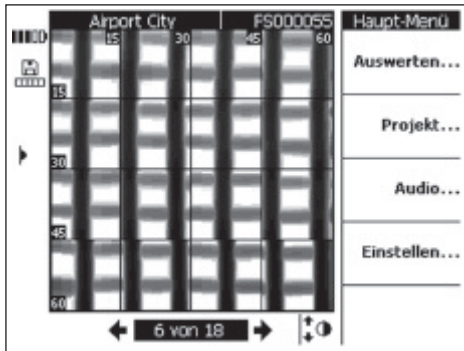 Airport City FS000055 Haupt-Menü
15 30 45 60
Auswerten...
15
Projekt...
30
Audio...
45
Einstellen...
60
6 von 18